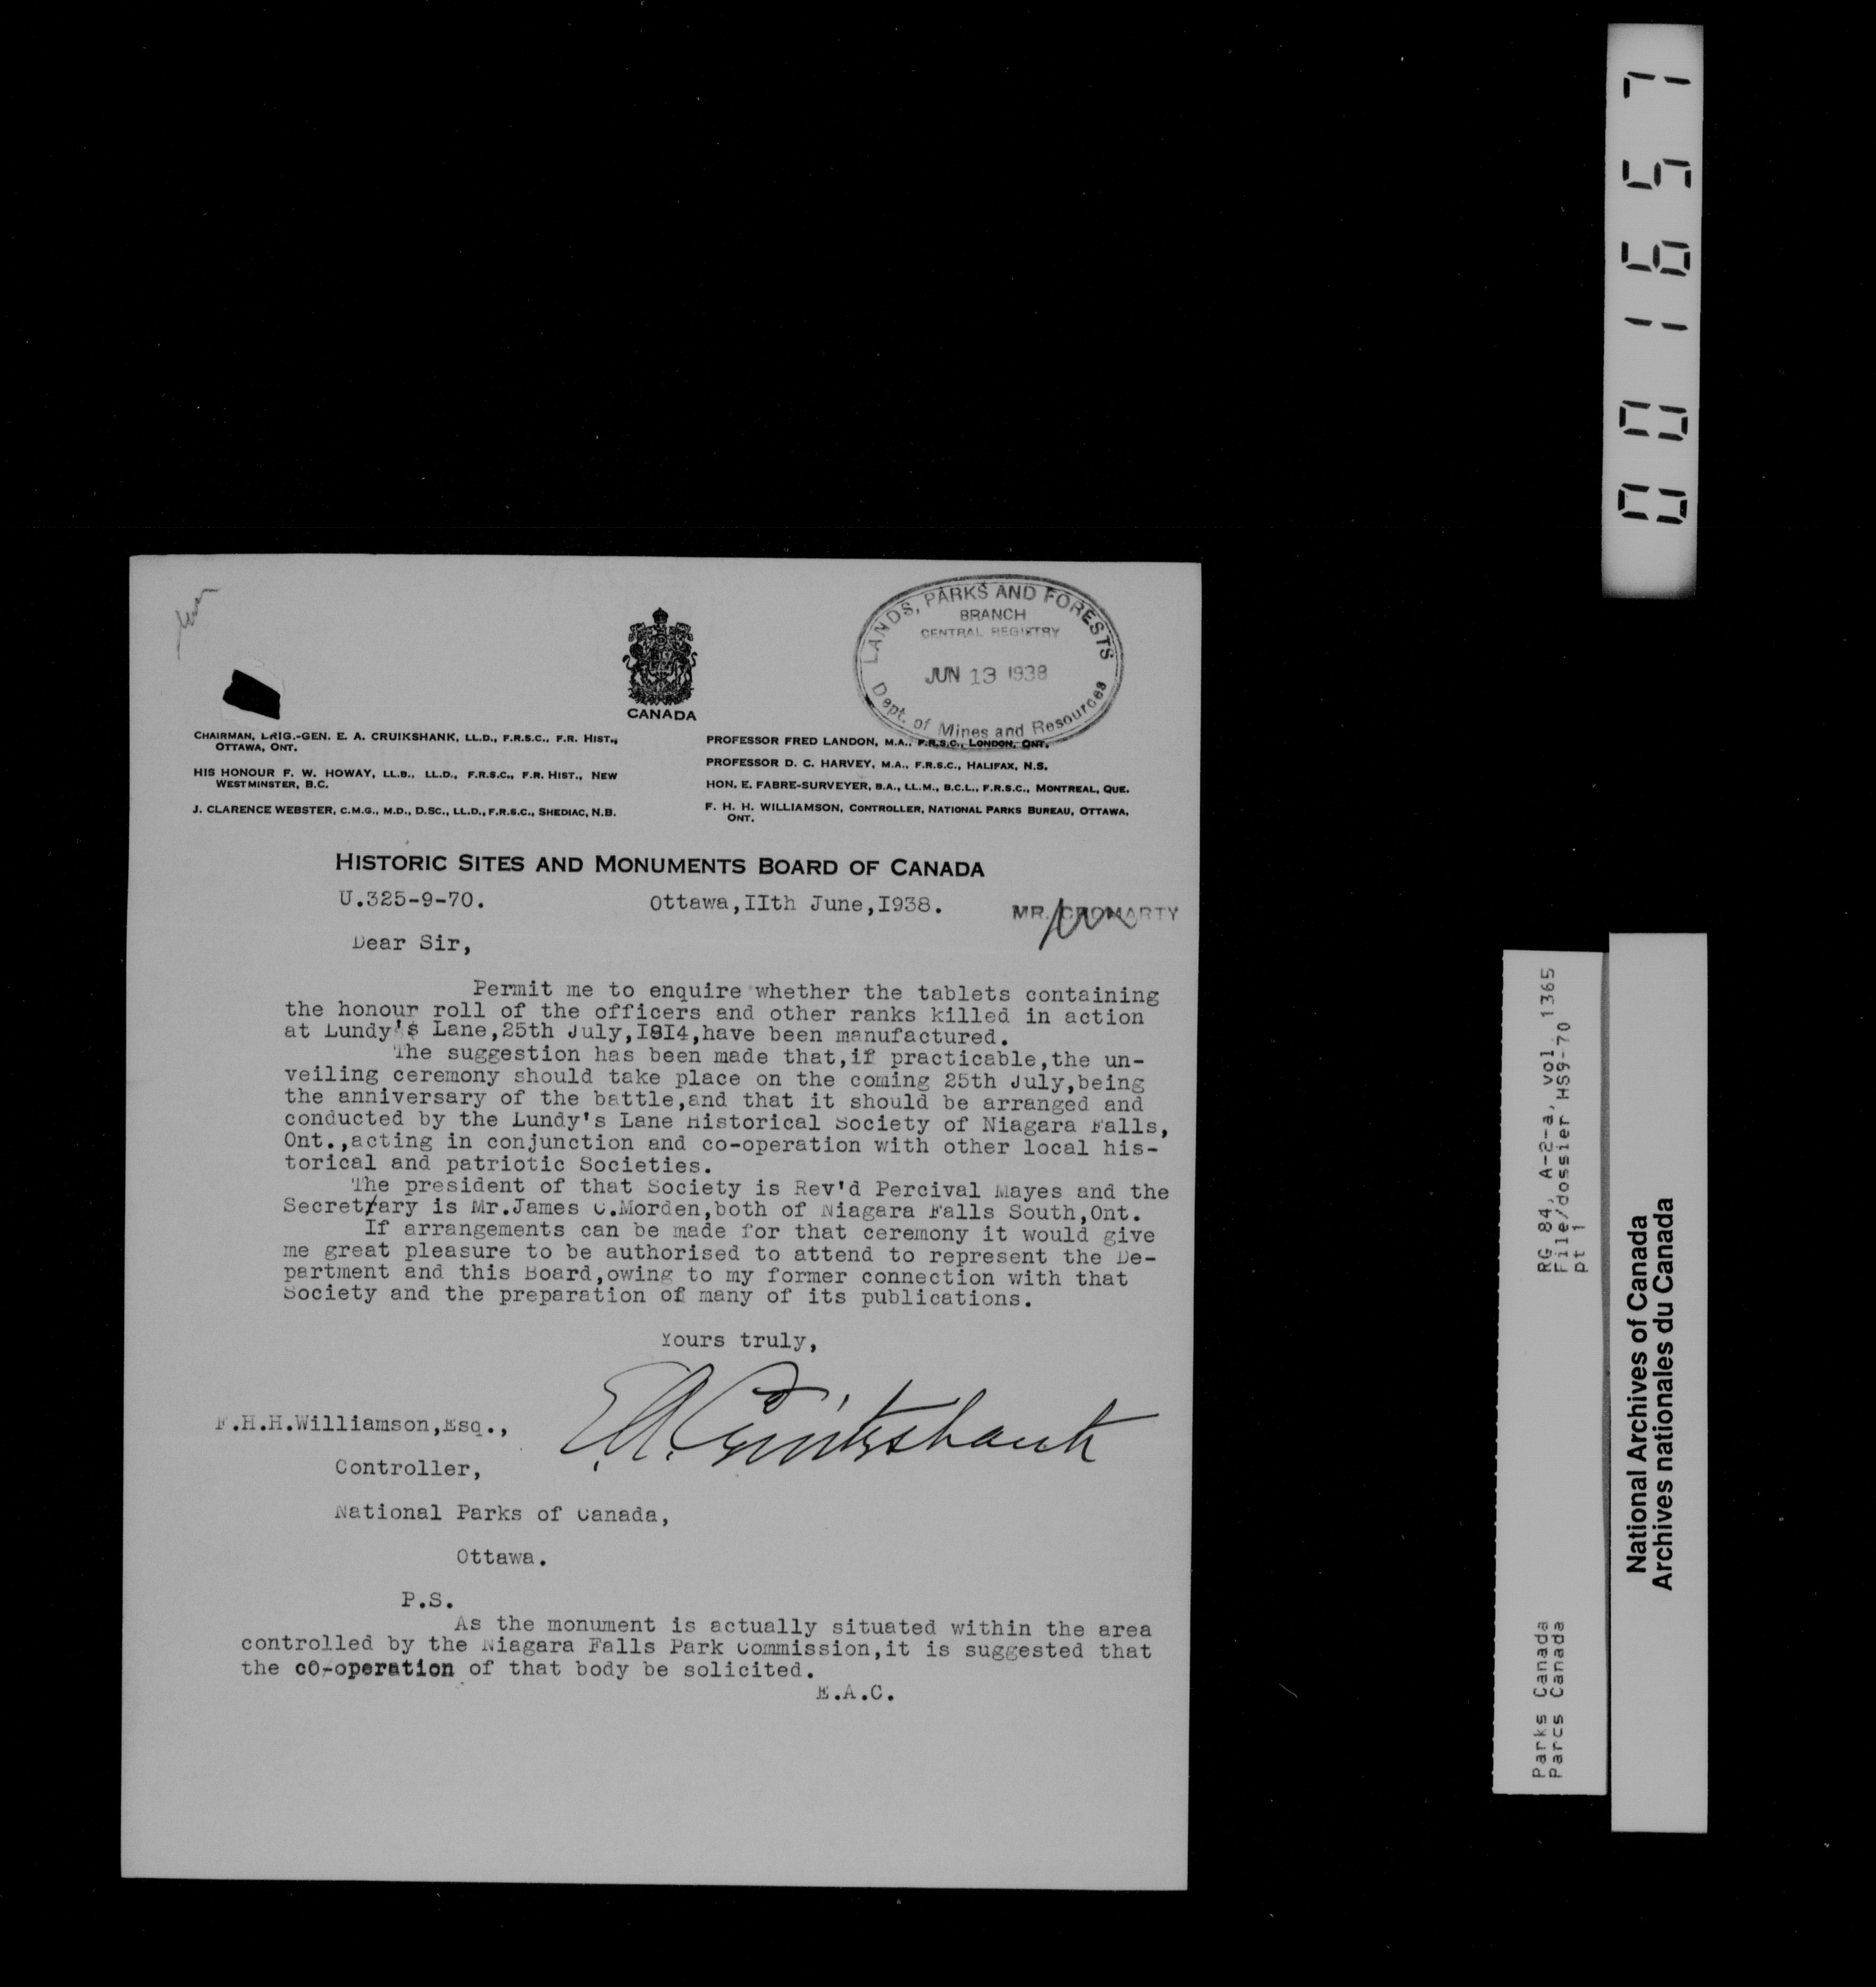 LANDS, PARKS AND FORESTS
BRANCH
CENTRAL REGISTRY
JUN 13 1938
Dept. of Mines and Resources
CANADA
CHAIRMAN, BRIG.-GEN. E. A. CRUIKSHANK, LL.D., F.R.S.C., F.R. HIST.,
OTTAWA, ONT.
HIS HONOUR F. W. HOWAY, LL.B., LL.D., F.R.S.C., F.R. HIST., NEW
WESTMINSTER, B.C.
J. CLARENCE WEBSTER, C.M.G., M.D., D.SC., LL.D., F.R.S.C., SHEDIAC, N.B.
PROFESSOR FRED LANDON, M.A., F.R.S.C., LONDON, ONT.
PROFESSOR D. C. HARVEY, M.A., F.R.S.C., HALIFAX, N.S.
HON. E. FABRE-SURVEYER, B.A., LL.M., B.C.L., F.R.S.C., MONTREAL, QUE.
F. H. H. WILLIAMSON, CONTROLLER, NATIONAL PARKS BUREAU, OTTAWA,
ONT.
HISTORIC SITES AND MONUMENTS BOARD OF CANADA
U.325-9-70. Ottawa,IIth June,I938.
MR. CROMARTY
Dear Sir,
Permit me to enquire whether the tablets containing
the honour roll of the officers and other ranks killed in action
at Lundy's Lane,25th July,I8I4,have been manufactured.
The suggestion has been made that,if practicable,the un-
veiling ceremony should take place on the coming 25th July,being
the anniversary of the battle,and that it should be arranged and
conducted by the Lundy's Lane Historical Society of Niagara Falls,
Ont.,acting in conjunction and co-operation with other local his-
torical and patriotic Societies.
The president of that Society is Rev'd Percival Mayes and the
Secretary is Mr.James C.Morden,both of Niagara Falls South,Ont.
If arrangements can be made for that ceremony it would give
me great pleasure to be authorised to attend to represent the De-
partment and this Board,owing to my former connection with that
Society and the preparation of many of its publications.
Yours truly,
E.A. Cruikshank
F.H.H.Williamson,Esq.,
Controller,
National Parks of Canada,
Ottawa.
P.S.
As the monument is actually situated within the area
controlled by the Niagara Falls Park Commission,it is suggested that
the cO-operation of that body be solicited.
E.A.C.
001657
RG 84, A-2-a, vol. 1365
File/dossier HS9-70
pt 1
Parks Canada
Parcs Canada
National Archives of Canada
Archives nationales du Canada